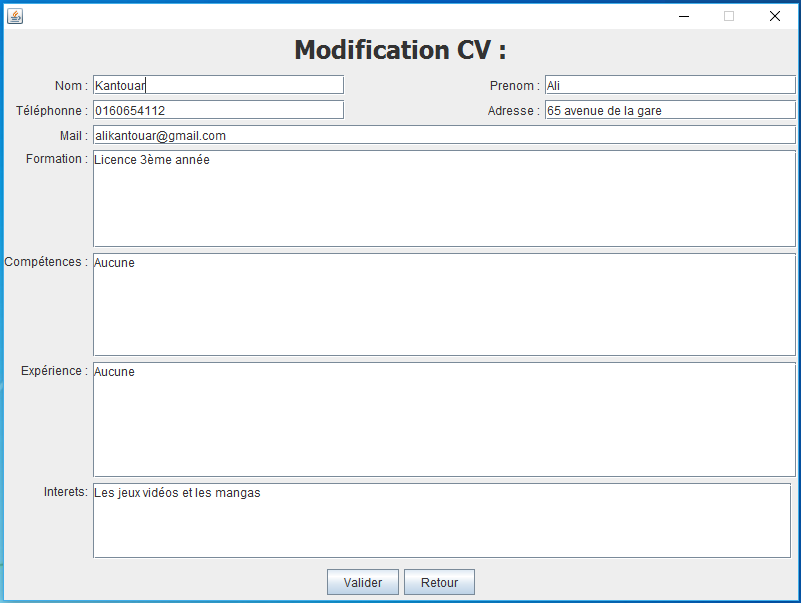 Modification CV :
Nom : Kantouar Prenom : Ali
Téléphonne : 0160654112 Adresse : 65 avenue de la gare
Mail : alikantouar@gmail.com
Formation : Licence 3ème année
Compétences : Aucune
Expérience : Aucune
Interets: Les jeux vidéos et les mangas
Valider Retour